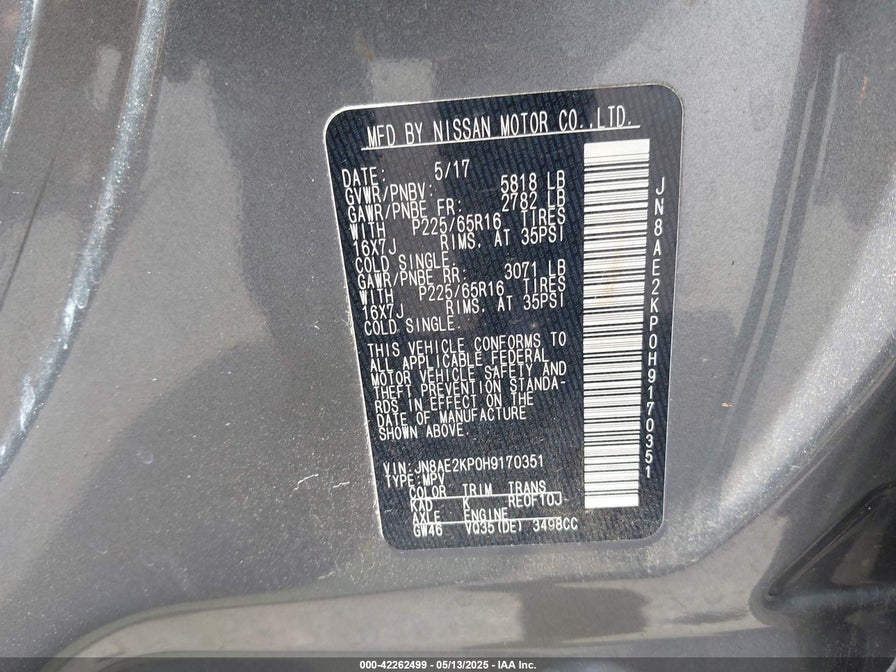 MFD BY NISSAN MOTOR CO.,LTD.
DATE: 5/17
GVWR/PNBV: 5818 LB
GAWR/PNBE FR: 2782 LB
WITH P225/65R16 TIRES
16X7J RIMS, AT 35PSI
COLD SINGLE.
GAWR/PNBE RR: 3071 LB
WITH P225/65R16 TIRES
16X7J RIMS, AT 35PSI
COLD SINGLE.
THIS VEHICLE CONFORMS TO
ALL APPLICABLE FEDERAL
MOTOR VEHICLE SAFETY AND
THEFT PREVENTION STANDA-
RDS IN EFFECT ON THE
DATE OF MANUFACTURE
SHOWN ABOVE.
VIN:JN8AE2KP0H9170351
TYPE:MPV
COLOR TRIM TRANS
KAD K RE0F10J
AXLE ENGINE
GW46 VQ35(DE) 3498CC
JN8AE2KP0H9170351
000-42262499 - 05/13/2025 - IAA Inc.